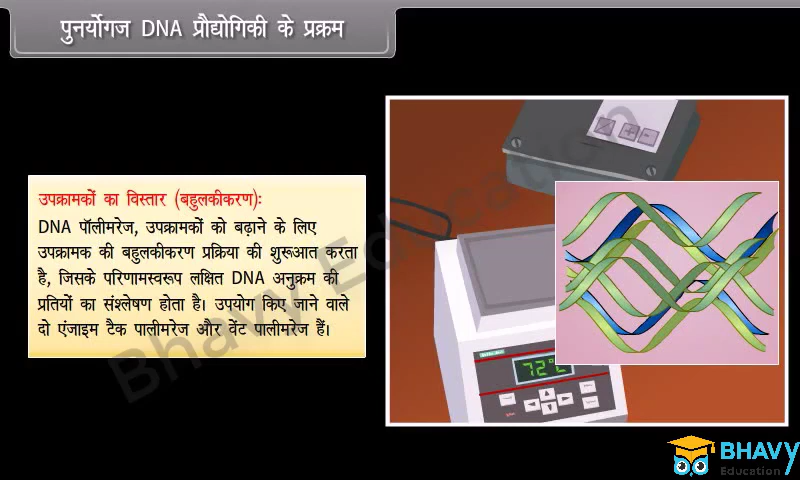 पुनर्योगज DNA प्रौद्योगिकी के प्रक्रम
उपक्रामकों का विस्तार (बहुलकीकरण):
DNA पॉलीमरेज, उपक्रामकों को बढ़ाने के लिए
उपक्रामक की बहुलकीकरण प्रक्रिया की शुरूआत करता
है, जिसके परिणामस्वरूप लक्षित DNA अनुक्रम की
प्रतियों का संश्लेषण होता है। उपयोग किए जाने वाले
दो एंजाइम टैक पालीमरेज और वेंट पालीमरेज हैं।
72°C
Bhavy Education
BHAVY
Education